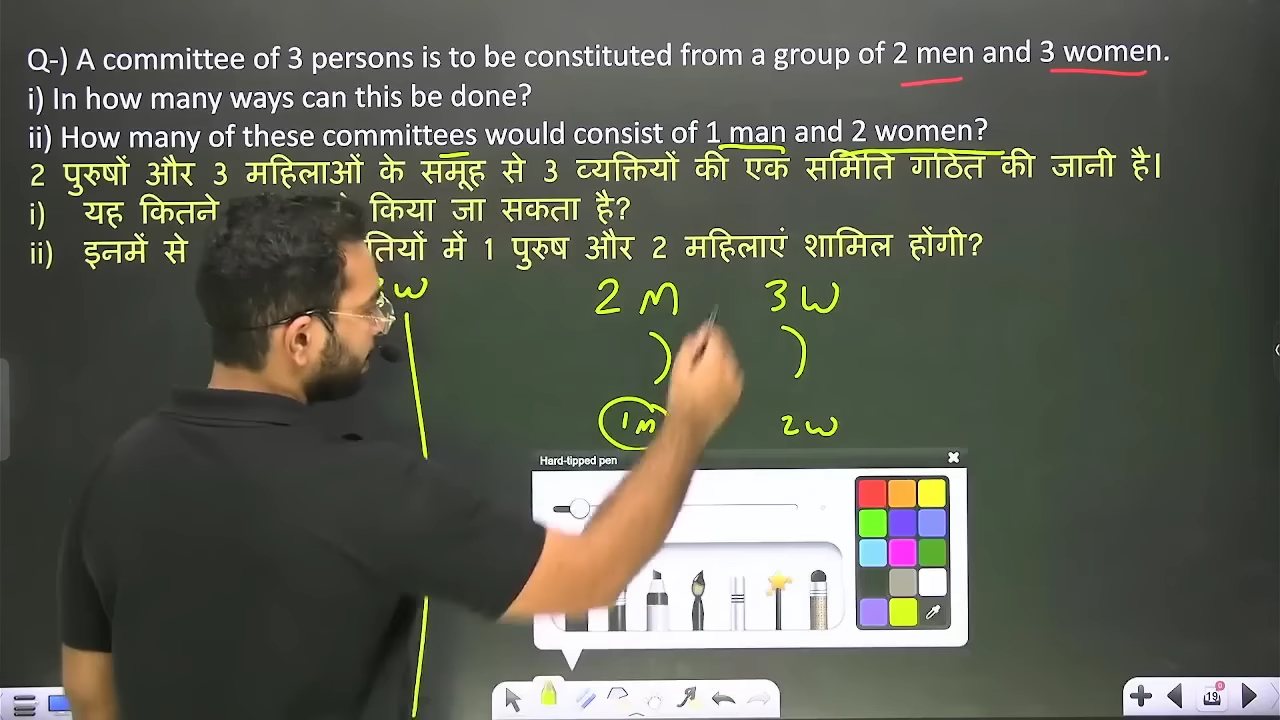 Q-) A committee of 3 persons is to be constituted from a group of 2 men and 3 women.
i) In how many ways can this be done?
ii) How many of these committees would consist of 1 man and 2 women?
2 पुरुषों और 3 महिलाओं के समूह से 3 व्यक्तियों की एक समिति गठित की जानी है।
i) यह कितने किया जा सकता है?
ii) इनमें से तियों में 1 पुरुष और 2 महिलाएं शामिल होंगी?
W 2 M 3 W
1 M 2 W
Hard-tipped pen
19